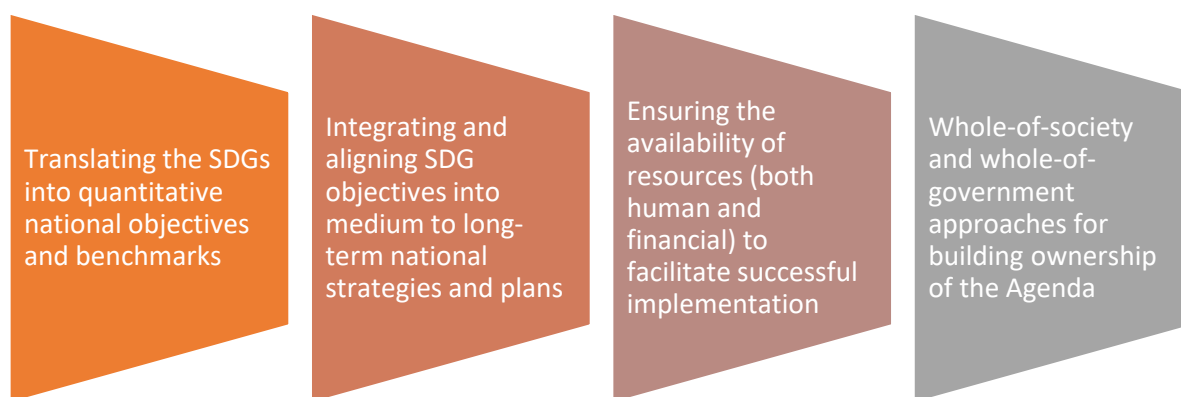 Translating the SDGs
into quantitative
national objectives
and benchmarks
Integrating and
aligning SDG
objectives into
medium to long-
term national
strategies and plans
Ensuring the
availability of
resources (both
human and
financial) to
facilitate successful
implementation
Whole-of-society
and whole-of-
government
approaches for
building ownership
of the Agenda